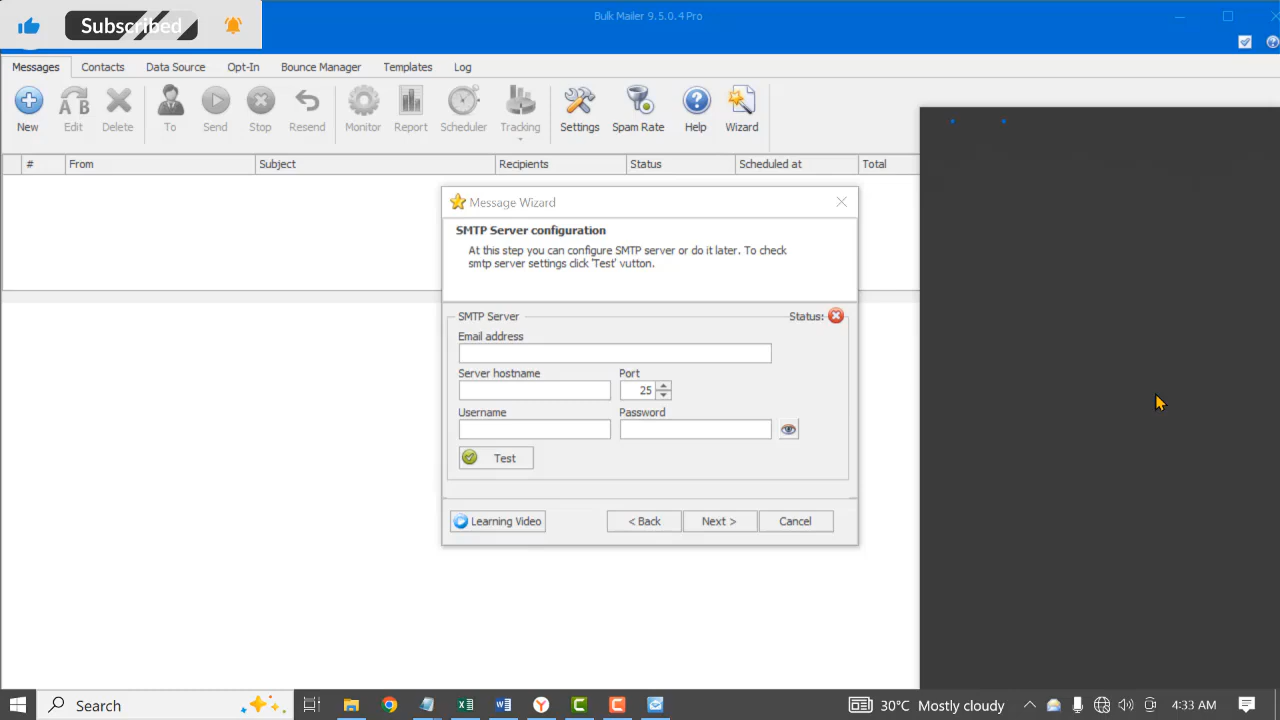 Subscribed
Bulk Mailer 9.5.0.4 Pro
Messages Contacts Data Source Opt-In Bounce Manager Templates Log
New Edit Delete To Send Stop Resend Monitor Report Scheduler Tracking Settings Spam Rate Help Wizard
# From Subject Recipients Status Scheduled at Total
Message Wizard
SMTP Server configuration
At this step you can configure SMTP server or do it later. To check
smtp server settings click 'Test' vutton.
SMTP Server Status:
Email address
Server hostname Port
25
Username Password
Test
Learning Video < Back Next > Cancel
Search 30°C Mostly cloudy 4:33 AM